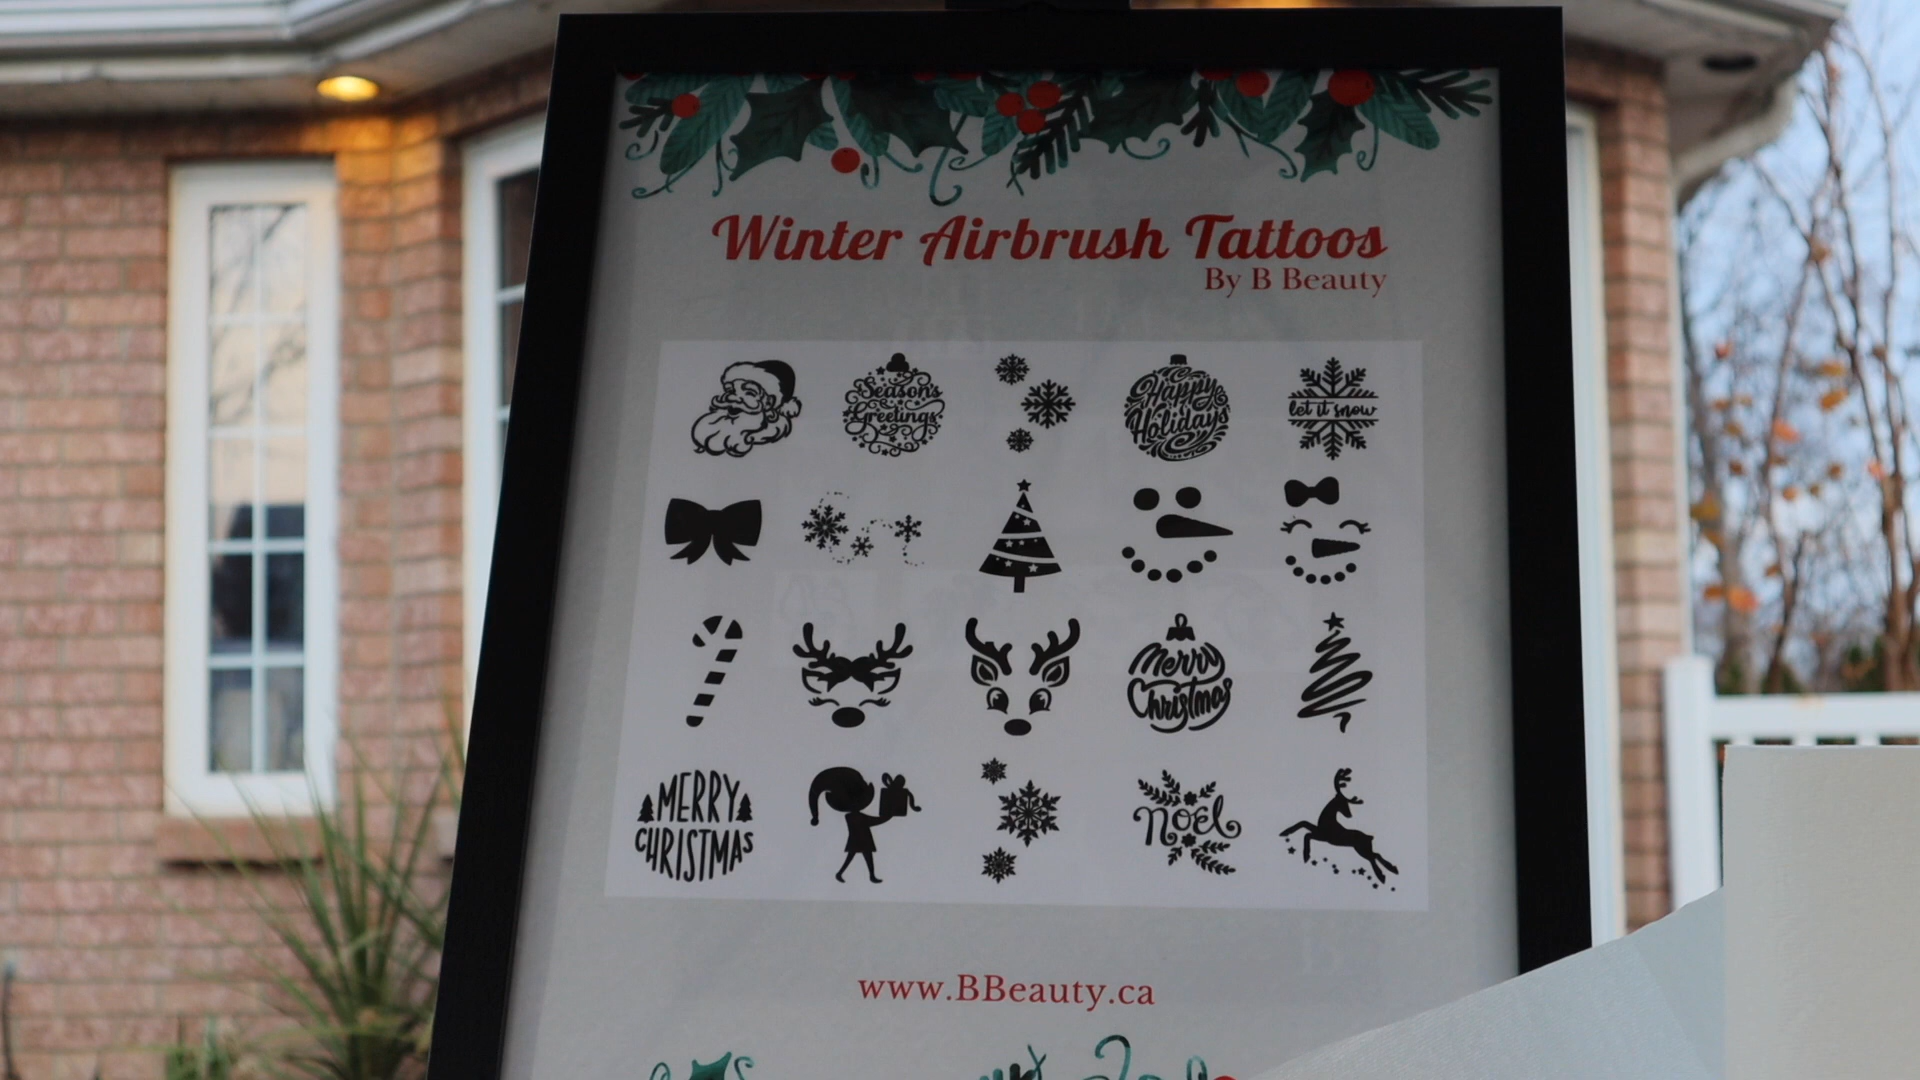 Winter Airbrush Tattoos
By B Beauty
Season's
Greetings
Happy
Holidays
let it snow
Merry
Christmas
MERRY
CHRISTMAS
Noel
www.BBeauty.ca